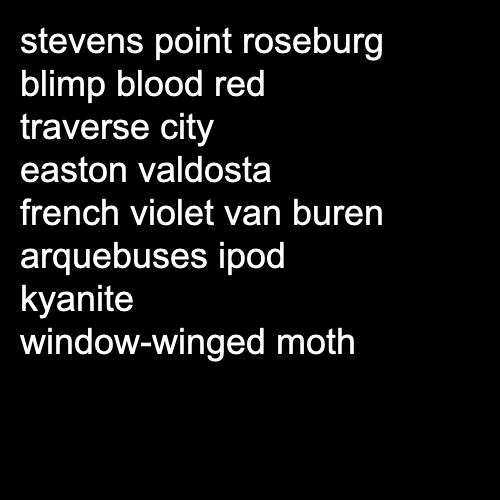 stevens point roseburg
blimp blood red
traverse city
easton valdosta
french violet van buren
arquebuses ipod
kyanite
window-winged moth